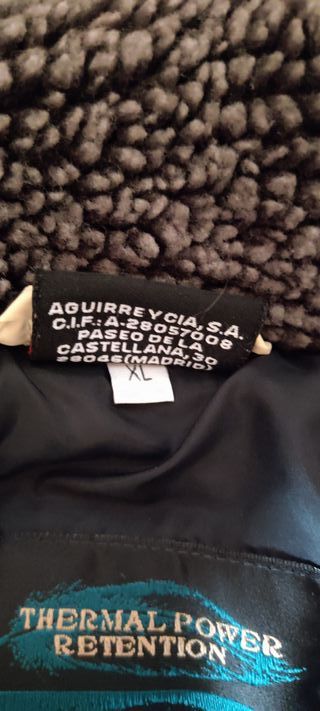 AGUIRRE Y CIA, S.A.
C.I.F.: A-28057008
PASEO DE LA
CASTELLANA, 30
28046 (MADRID)
XL
THERMAL POWER
RETENTION